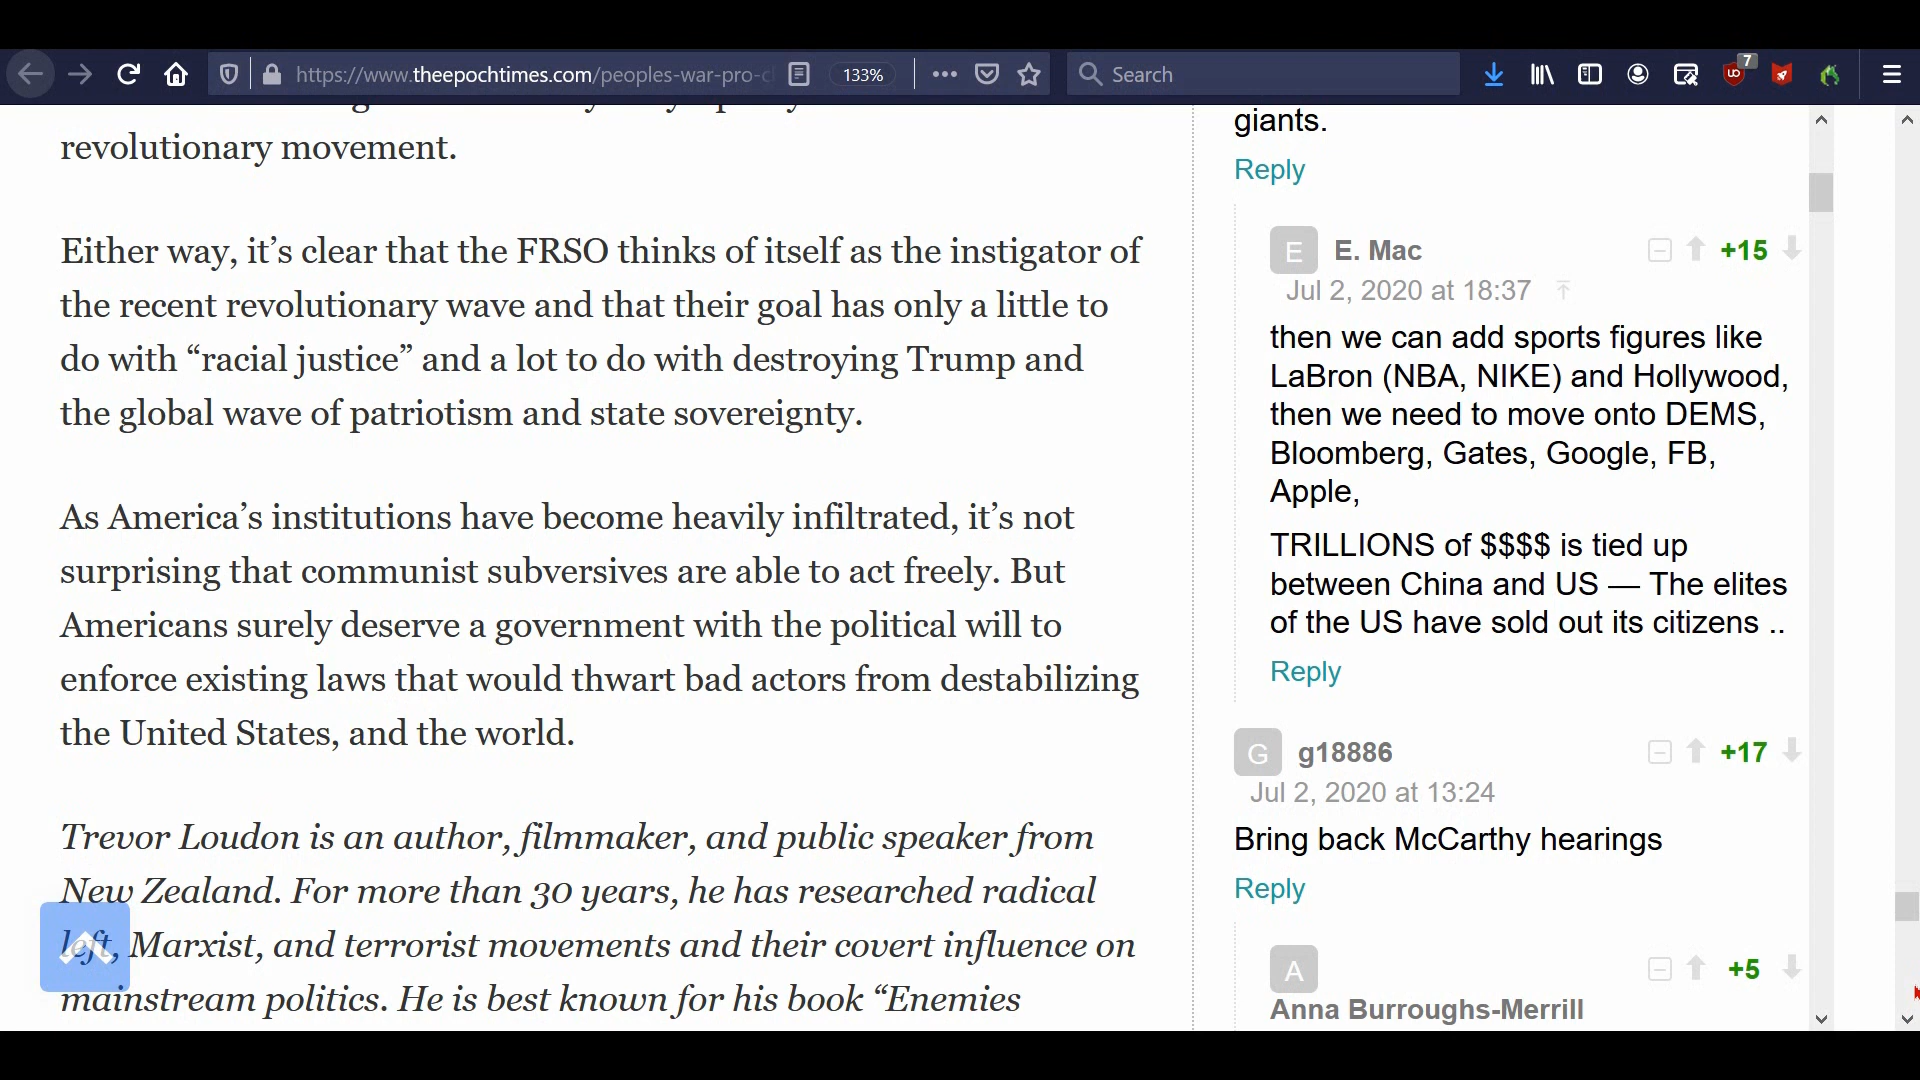 https://www.theepochtimes.com/peoples-war-pro-c
133%
Search
7
revolutionary movement.
Either way, it’s clear that the FRSO thinks of itself as the instigator of
the recent revolutionary wave and that their goal has only a little to
do with “racial justice” and a lot to do with destroying Trump and
the global wave of patriotism and state sovereignty.
As America’s institutions have become heavily infiltrated, it’s not
surprising that communist subversives are able to act freely. But
Americans surely deserve a government with the political will to
enforce existing laws that would thwart bad actors from destabilizing
the United States, and the world.
Trevor Loudon is an author, filmmaker, and public speaker from
New Zealand. For more than 30 years, he has researched radical
left, Marxist, and terrorist movements and their covert influence on
mainstream politics. He is best known for his book “Enemies
giants.
Reply
E
E. Mac
+15
Jul 2, 2020 at 18:37
then we can add sports figures like
LaBron (NBA, NIKE) and Hollywood,
then we need to move onto DEMS,
Bloomberg, Gates, Google, FB,
Apple,
TRILLIONS of $$$$ is tied up
between China and US — The elites
of the US have sold out its citizens ..
Reply
G
g18886
+17
Jul 2, 2020 at 13:24
Bring back McCarthy hearings
Reply
A
+5
Anna Burroughs-Merrill